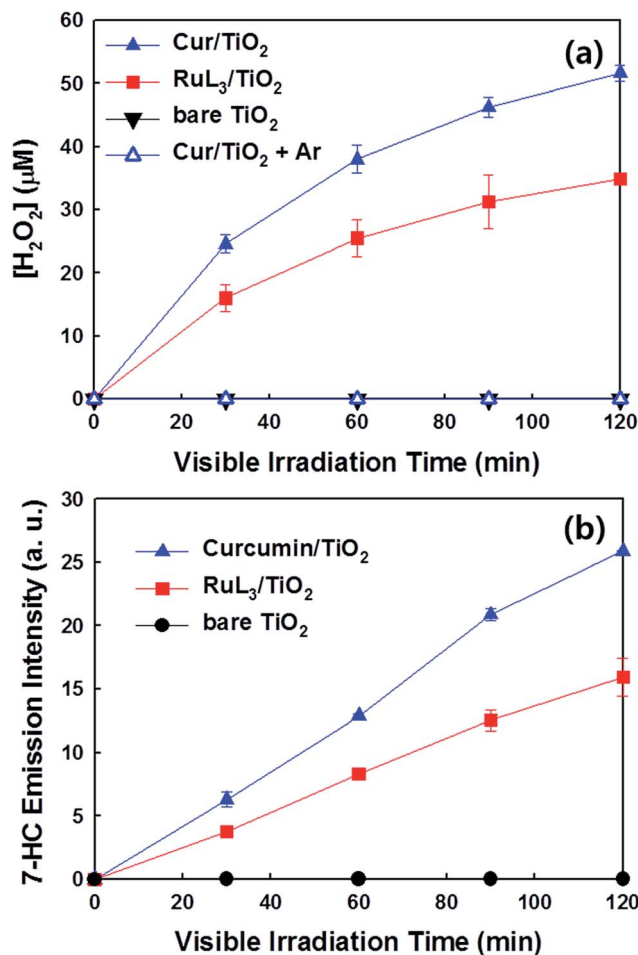 60
50
40
30
20
10
0
[H₂O₂] (μM)
Cur/TiO₂
RuL₃/TiO₂
bare TiO₂
Cur/TiO₂ + Ar
(a)
0 20 40 60 80 100 120
Visible Irradiation Time (min)
30
25
20
15
10
5
0
7-HC Emission Intensity (a. u.)
Curcumin/TiO₂
RuL₃/TiO₂
bare TiO₂
(b)
0 20 40 60 80 100 120
Visible Irradiation Time (min)